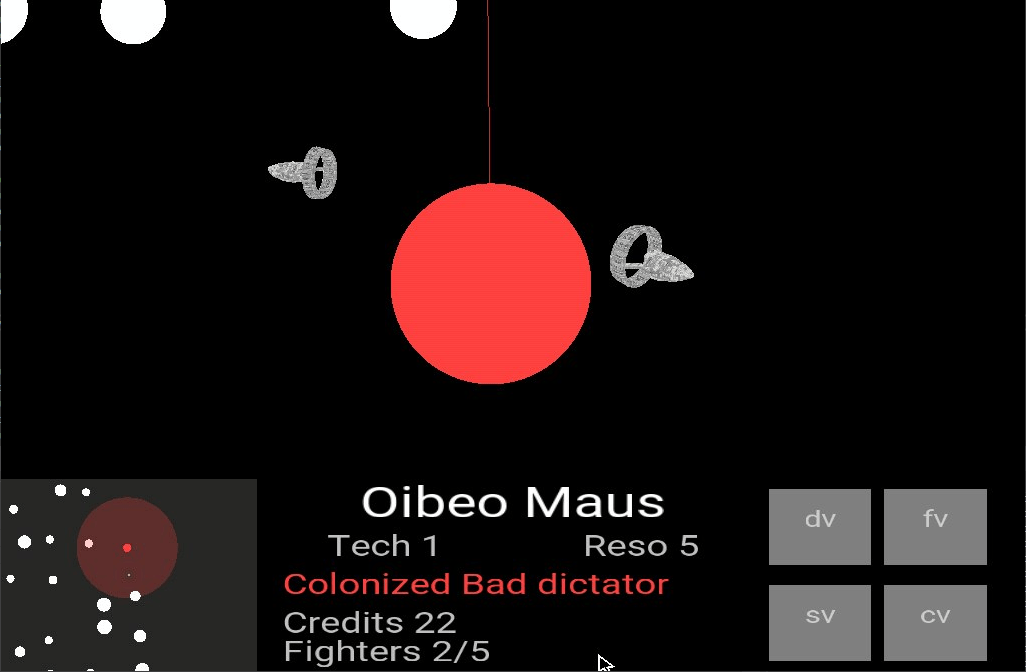 Oibeo Maus
Tech 1 Reso 5
Colonized Bad dictator
Credits 22
Fighters 2/5
dv fv
sv cv